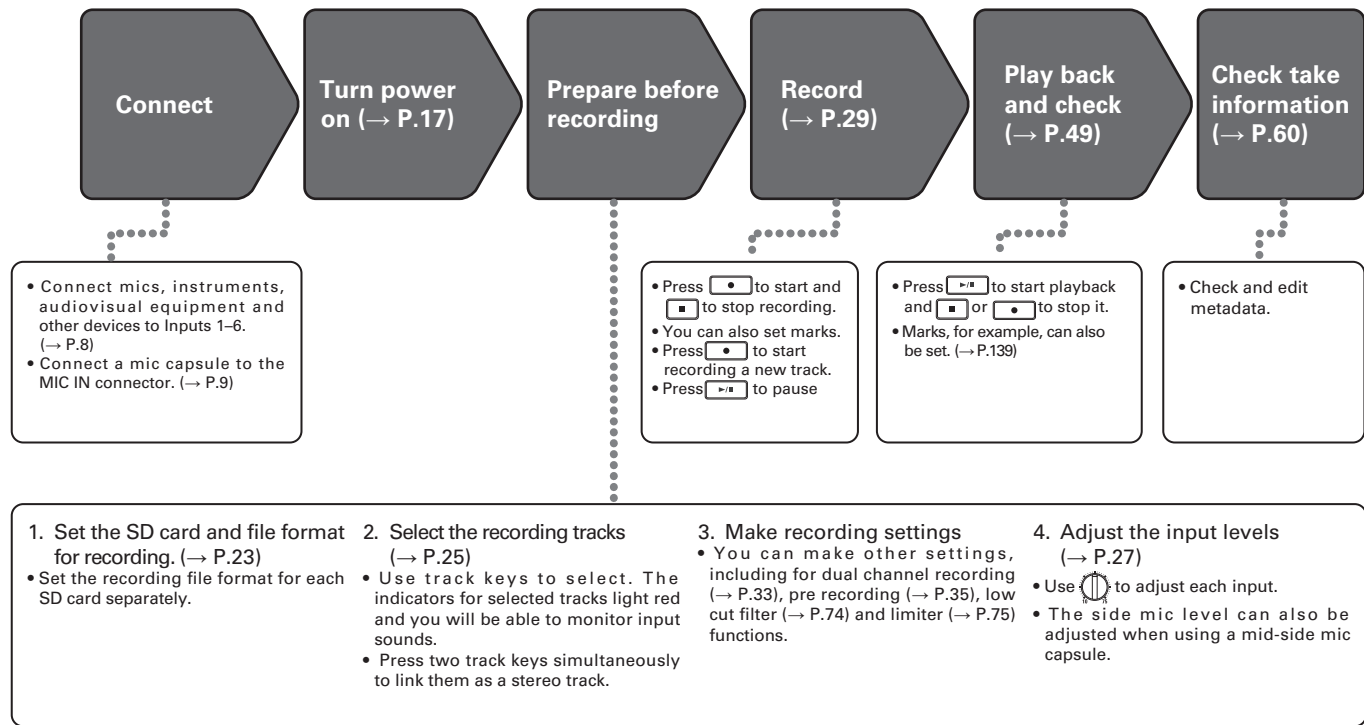 Connect
Turn power
on (→ P.17)
Prepare before
recording
Record
(→ P.29)
Play back
and check
(→ P.49)
Check take
information
(→ P.60)
• Connect mics, instruments,
audiovisual equipment and
other devices to Inputs 1–6.
(→ P.8)
• Connect a mic capsule to the
MIC IN connector. (→ P.9)
• Press ● to start and
■ to stop recording.
• You can also set marks.
• Press ● to start
recording a new track.
• Press ►/⏸ to pause
• Press ►/⏸ to start playback
and ■ or ● to stop it.
• Marks, for example, can also
be set. (→P.139)
• Check and edit
metadata.
1. Set the SD card and file format
for recording. (→ P.23)
• Set the recording file format for each
SD card separately.
2. Select the recording tracks
(→ P.25)
• Use track keys to select. The
indicators for selected tracks light red
and you will be able to monitor input
sounds.
• Press two track keys simultaneously
to link them as a stereo track.
3. Make recording settings
• You can make other settings,
including for dual channel recording
(→ P.33), pre recording (→ P.35), low
cut filter (→ P.74) and limiter (→ P.75)
functions.
4. Adjust the input levels
(→ P.27)
• Use to adjust each input.
• The side mic level can also be
adjusted when using a mid-side mic
capsule.